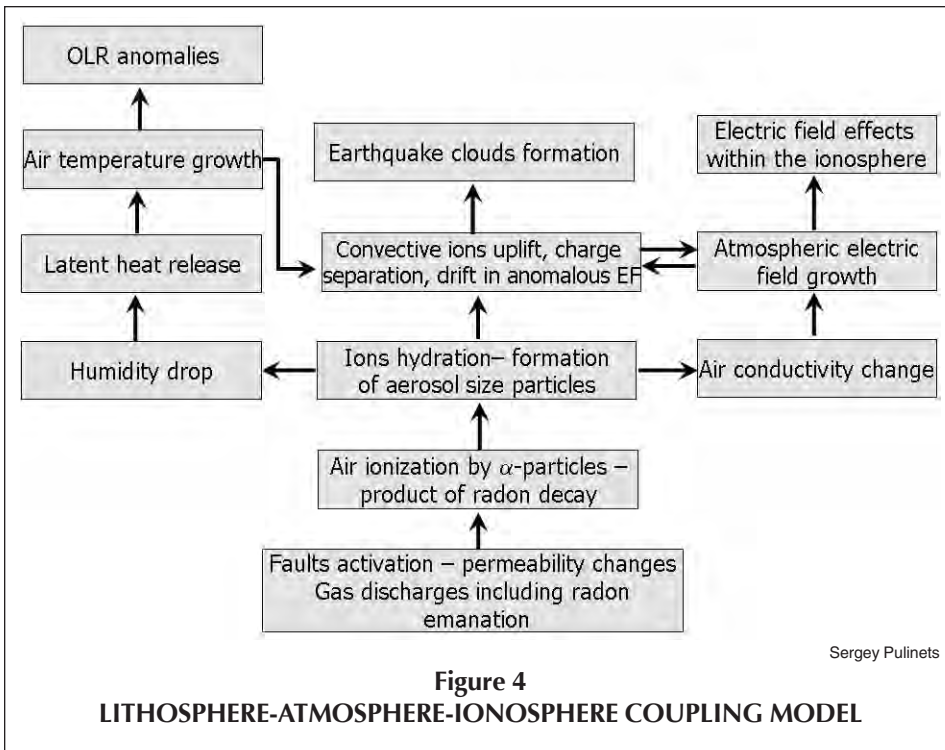 OLR anomalies
Air temperature growth
Earthquake clouds formation
Electric field effects
within the ionosphere
Latent heat release
Convective ions uplift, charge
separation, drift in anomalous EF
Atmospheric electric
field growth
Humidity drop
Ions hydration– formation
of aerosol size particles
Air conductivity change
Air ionization by α-particles –
product of radon decay
Faults activation – permeability changes
Gas discharges including radon
emanation
Sergey Pulinets
Figure 4
LITHOSPHERE-ATMOSPHERE-IONOSPHERE COUPLING MODEL